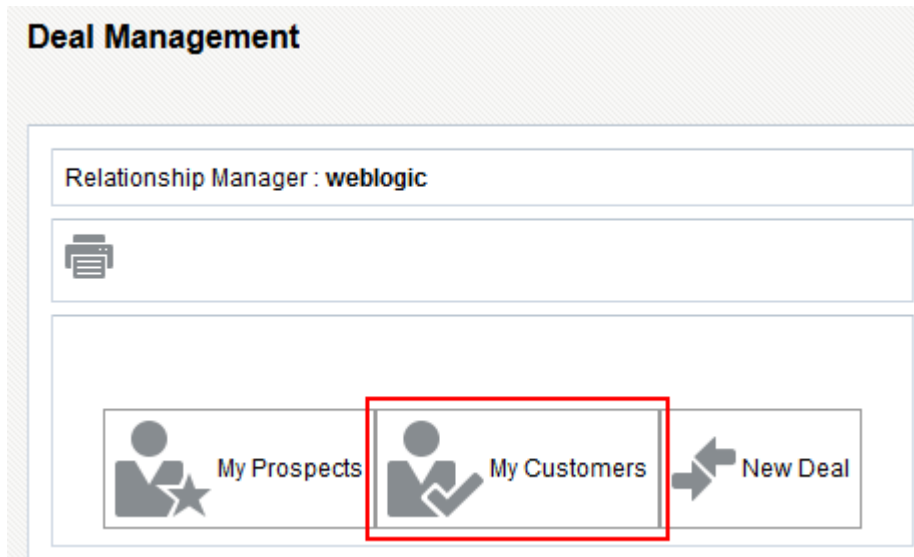 Deal Management
Relationship Manager : weblogic
My Prospects
My Customers
New Deal